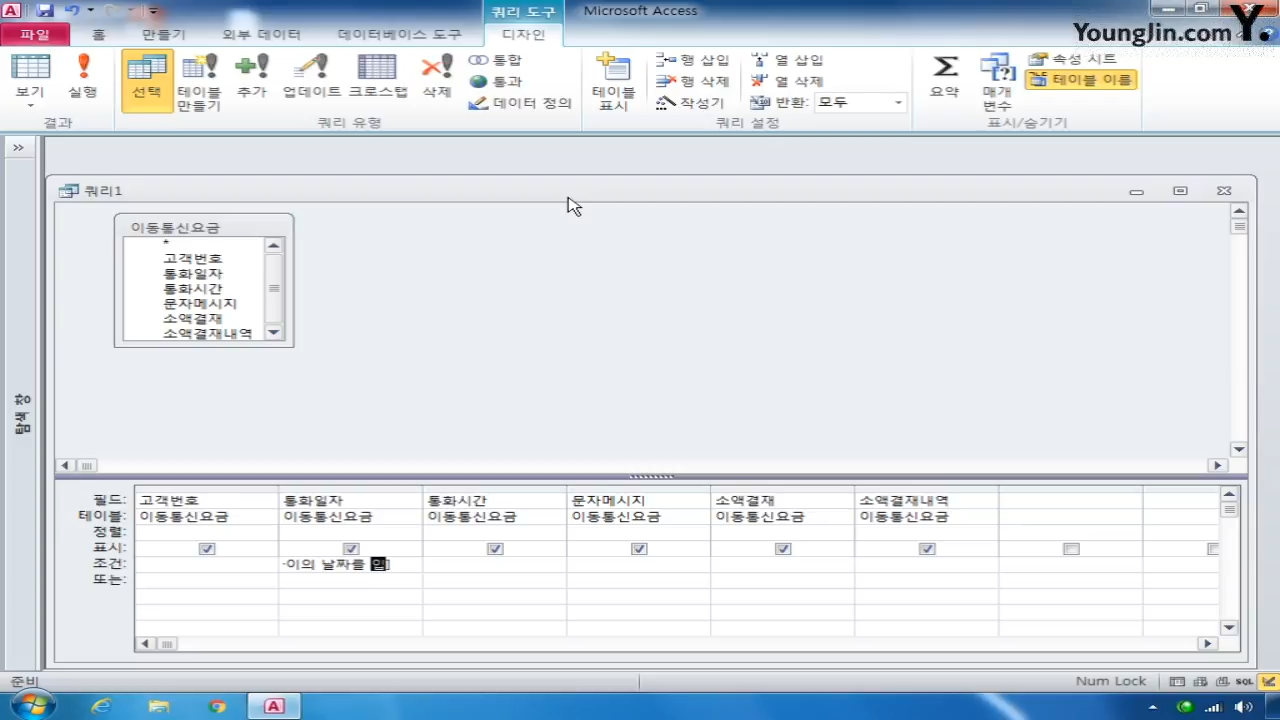 쿼리 도구
Microsoft Access
YoungJin.com Y.
파일
홈
만들기
외부 데이터
데이터베이스 도구
디자인
보기
실행
선택
테이블
만들기
추가
업데이트
크로스탭
삭제
통합
통과
데이터 정의
테이블
표시
행 삽입
행 삭제
작성기
열 삽입
열 삭제
반환: 모두
요약
매개
변수
속성 시트
테이블 이름
결과
쿼리 유형
쿼리 설정
표시/숨기기
쿼리1
이동통신요금
*
고객번호
통화일자
통화시간
문자메시지
소액결재
소액결재내역
탐색 창
필드: 고객번호 통화일자 통화시간 문자메시지 소액결재 소액결재내역
테이블: 이동통신요금 이동통신요금 이동통신요금 이동통신요금 이동통신요금 이동통신요금
정렬:
표시:
조건: 이의 날짜를
또는:
준비
Num Lock
SQL